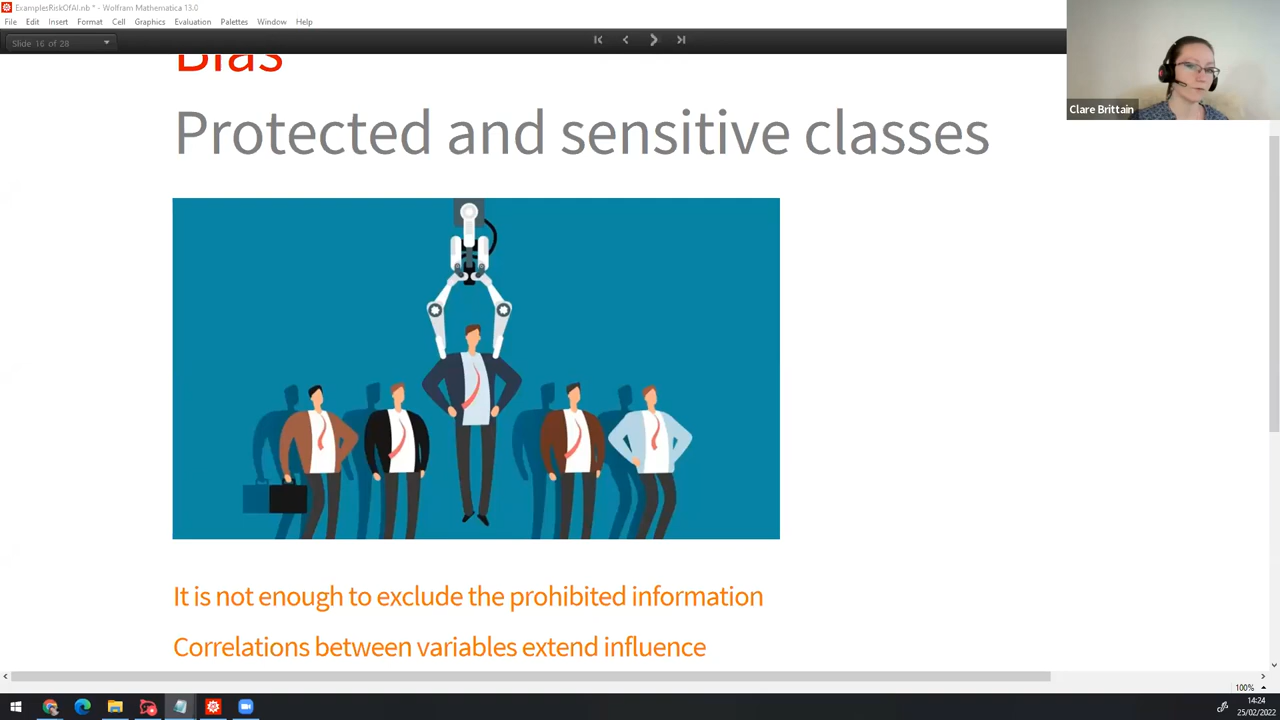 ExamplesRiskOfAI.nb * - Wolfram Mathematica 13.0
File Edit Insert Format Cell Graphics Evaluation Palettes Window Help
Slide 16 of 28
Clare Brittain
Bias
Protected and sensitive classes
It is not enough to exclude the prohibited information
Correlations between variables extend influence
100%
14:24
25/02/2022